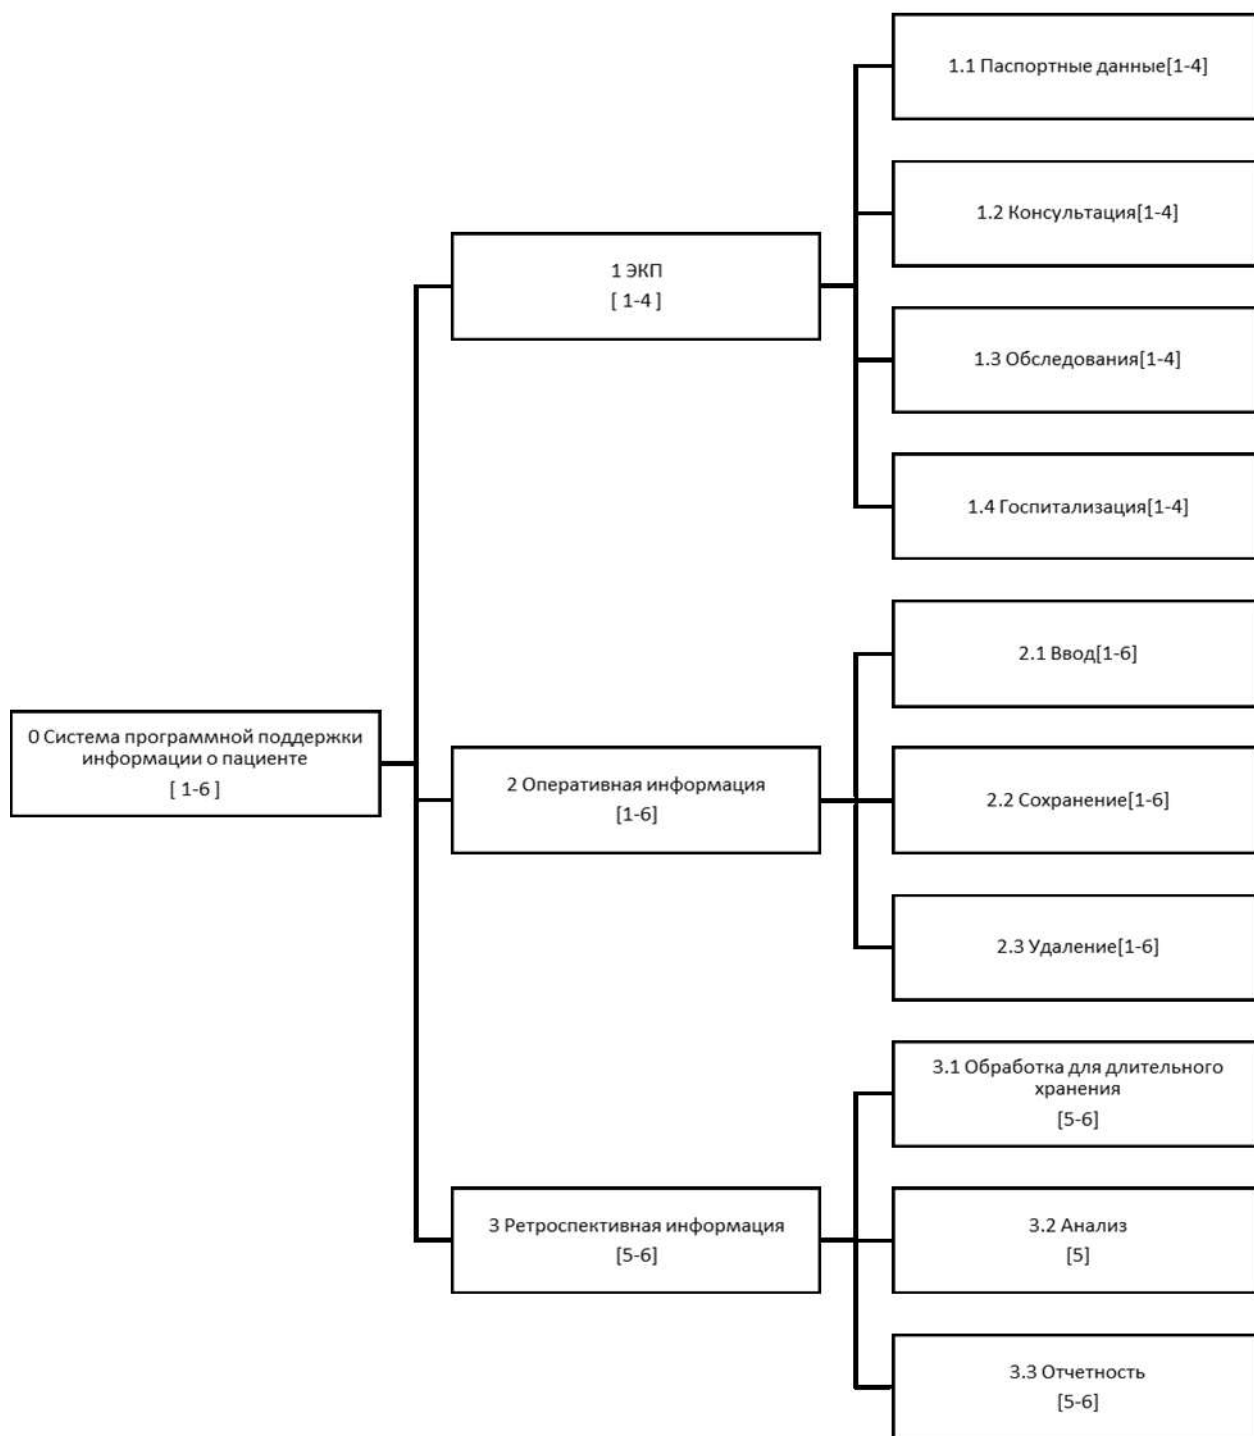 0 Система программной поддержки
информации о пациенте
[ 1-6 ]
1 ЭКП
[ 1-4 ]
1.1 Паспортные данные[1-4]
1.2 Консультация[1-4]
1.3 Обследования[1-4]
1.4 Госпитализация[1-4]
2 Оперативная информация
[1-6]
2.1 Ввод[1-6]
2.2 Сохранение[1-6]
2.3 Удаление[1-6]
3 Ретроспективная информация
[5-6]
3.1 Обработка для длительного
хранения
[5-6]
3.2 Анализ
[5]
3.3 Отчетность
[5-6]